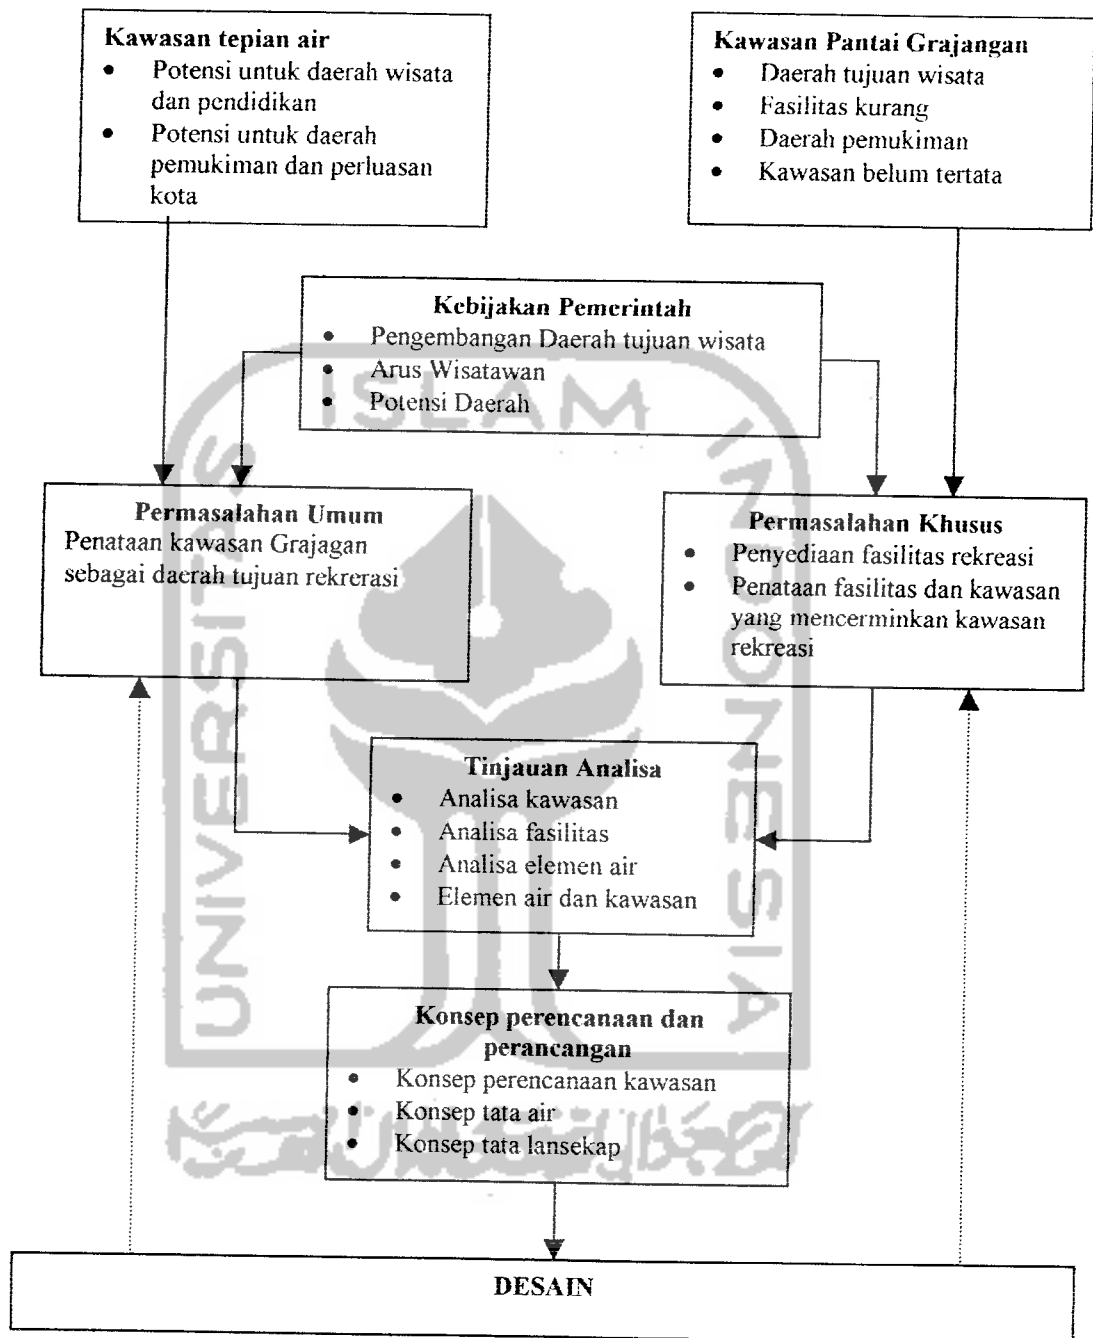 Kawasan tepian air
• Potensi untuk daerah wisata
dan pendidikan
• Potensi untuk daerah
pemukiman dan perluasan
kota
Kawasan Pantai Grajangan
• Daerah tujuan wisata
• Fasilitas kurang
• Daerah pemukiman
• Kawasan belum tertata
Kebijakan Pemerintah
• Pengembangan Daerah tujuan wisata
• Arus Wisatawan
• Potensi Daerah
Permasalahan Umum
Penataan kawasan Grajagan
sebagai daerah tujuan rekrerasi
Permasalahan Khusus
• Penyediaan fasilitas rekreasi
• Penataan fasilitas dan kawasan
yang mencerminkan kawasan
rekreasi
Tinjauan Analisa
• Analisa kawasan
• Analisa fasilitas
• Analisa elemen air
• Elemen air dan kawasan
Konsep perencanaan dan
perancangan
• Konsep perencanaan kawasan
• Konsep tata air
• Konsep tata lansekap
DESAIN
UNIVERSITAS
ISLAM
INDONESIA